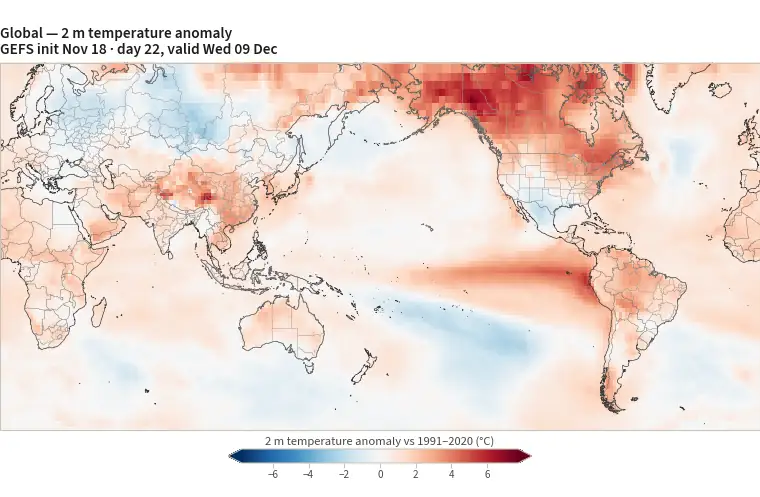 Global — 2 m temperature anomaly
GEFS init Nov 18 · day 22, valid Wed 09 Dec
2 m temperature anomaly vs 1991–2020 (°C)
−6 −4 −2 0 2 4 6